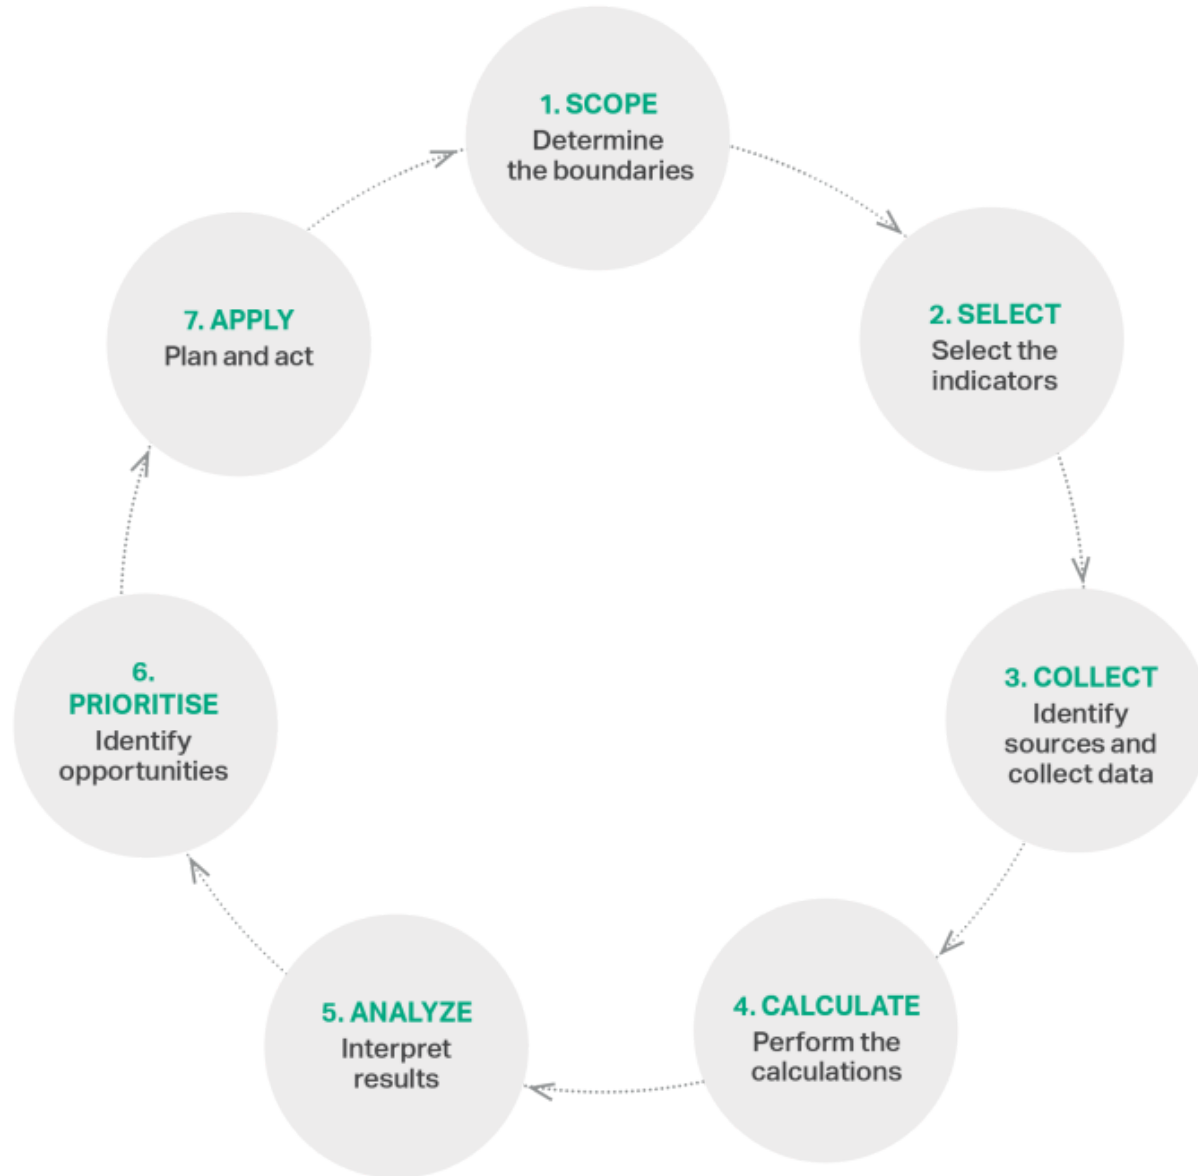 1. SCOPE
Determine
the boundaries
2. SELECT
Select the
indicators
3. COLLECT
Identify
sources and
collect data
4. CALCULATE
Perform the
calculations
5. ANALYZE
Interpret
results
6.
PRIORITISE
Identify
opportunities
7. APPLY
Plan and act